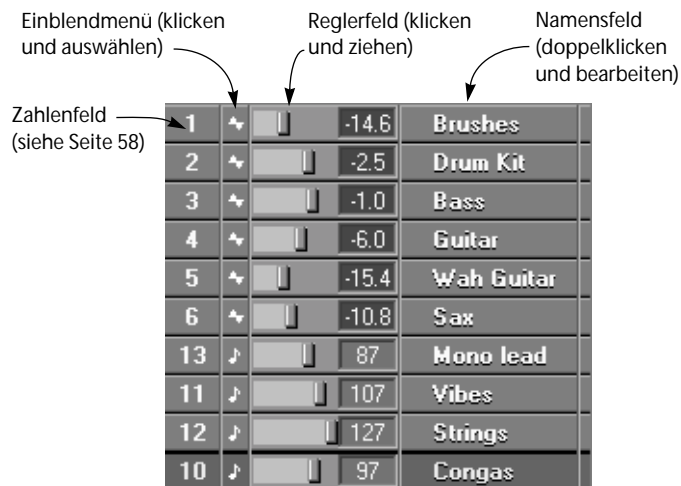 Einblendmenü (klicken
und auswählen)
Reglerfeld (klicken
und ziehen)
Namensfeld
(doppelklicken
und bearbeiten)
Zahlenfeld
(siehe Seite 58)
1 -14.6 Brushes
2 -2.5 Drum Kit
3 -1.0 Bass
4 -6.0 Guitar
5 -15.4 Wah Guitar
6 -10.8 Sax
13 87 Mono lead
11 107 Vibes
12 127 Strings
10 97 Congas